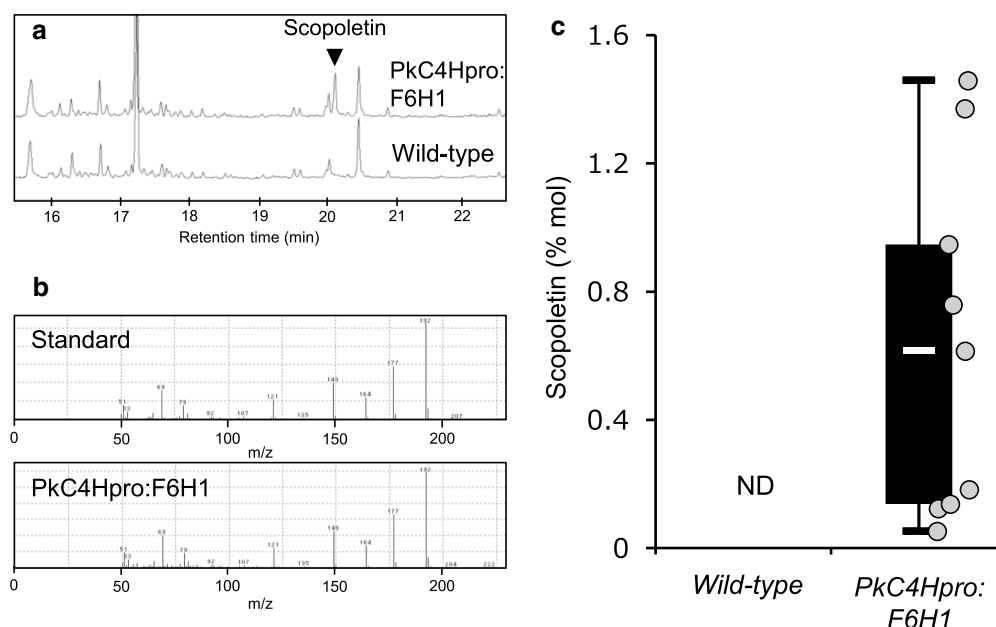 a
Scopoletin
PkC4Hpro:
F6H1
Wild-type
16 17 18 19 20 21 22
Retention time (min)
b
Standard
51 69 79 92 107 121 135 149 164 177 192 207
53
0 50 100 150 200
m/z
PkC4Hpro:F6H1
51 69 79 92 107 121 135 149 164 177 192 204 222
53
0 50 100 150 200
m/z
c
Scopoletin (% mol)
1.6
1.2
0.8
0.4
0
ND
Wild-type
PkC4Hpro:
F6H1